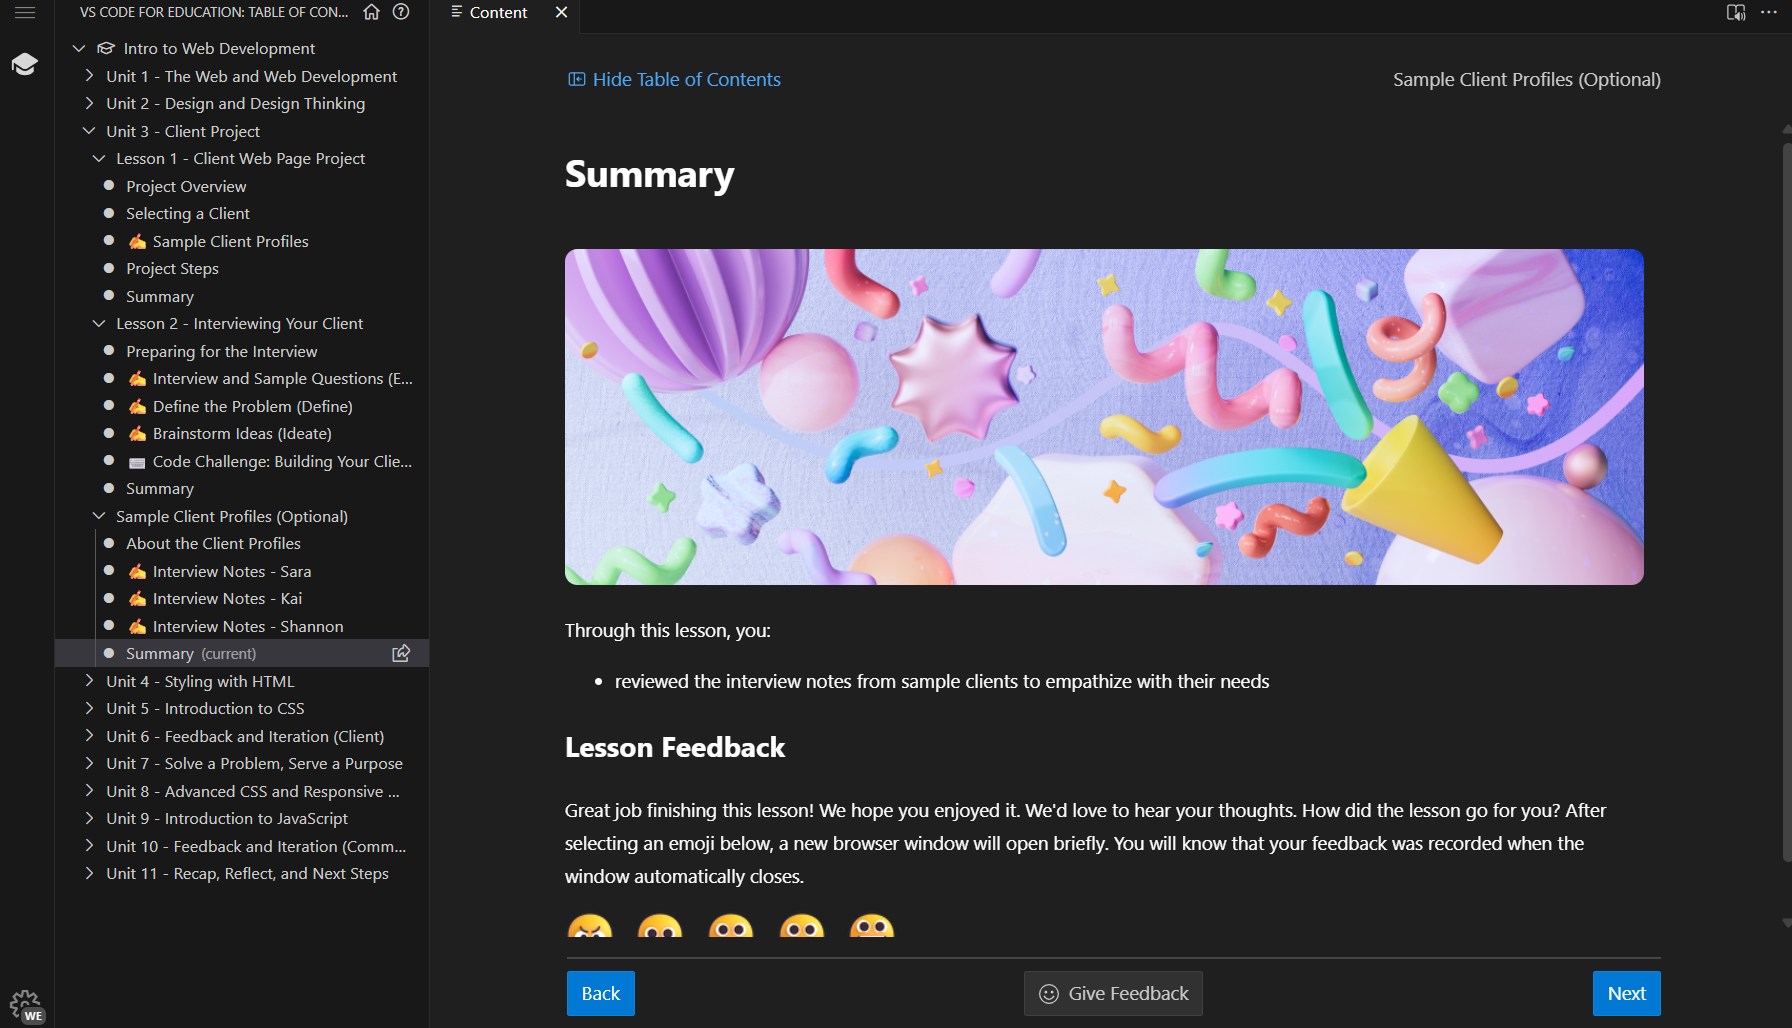 VS CODE FOR EDUCATION: TABLE OF CON...
Intro to Web Development
Unit 1 - The Web and Web Development
Unit 2 - Design and Design Thinking
Unit 3 - Client Project
Lesson 1 - Client Web Page Project
Project Overview
Selecting a Client
✍ Sample Client Profiles
Project Steps
Summary
Lesson 2 - Interviewing Your Client
Preparing for the Interview
✍ Interview and Sample Questions (E...
✍ Define the Problem (Define)
✍ Brainstorm Ideas (Ideate)
⌨ Code Challenge: Building Your Clie...
Summary
Sample Client Profiles (Optional)
About the Client Profiles
✍ Interview Notes - Sara
✍ Interview Notes - Kai
✍ Interview Notes - Shannon
Summary (current)
Unit 4 - Styling with HTML
Unit 5 - Introduction to CSS
Unit 6 - Feedback and Iteration (Client)
Unit 7 - Solve a Problem, Serve a Purpose
Unit 8 - Advanced CSS and Responsive ...
Unit 9 - Introduction to JavaScript
Unit 10 - Feedback and Iteration (Comm...
Unit 11 - Recap, Reflect, and Next Steps
WE
Content
Hide Table of Contents
Sample Client Profiles (Optional)
Summary
Through this lesson, you:
• reviewed the interview notes from sample clients to empathize with their needs
Lesson Feedback
Great job finishing this lesson! We hope you enjoyed it. We'd love to hear your thoughts. How did the lesson go for you? After
selecting an emoji below, a new browser window will open briefly. You will know that your feedback was recorded when the
window automatically closes.
Back
Give Feedback
Next